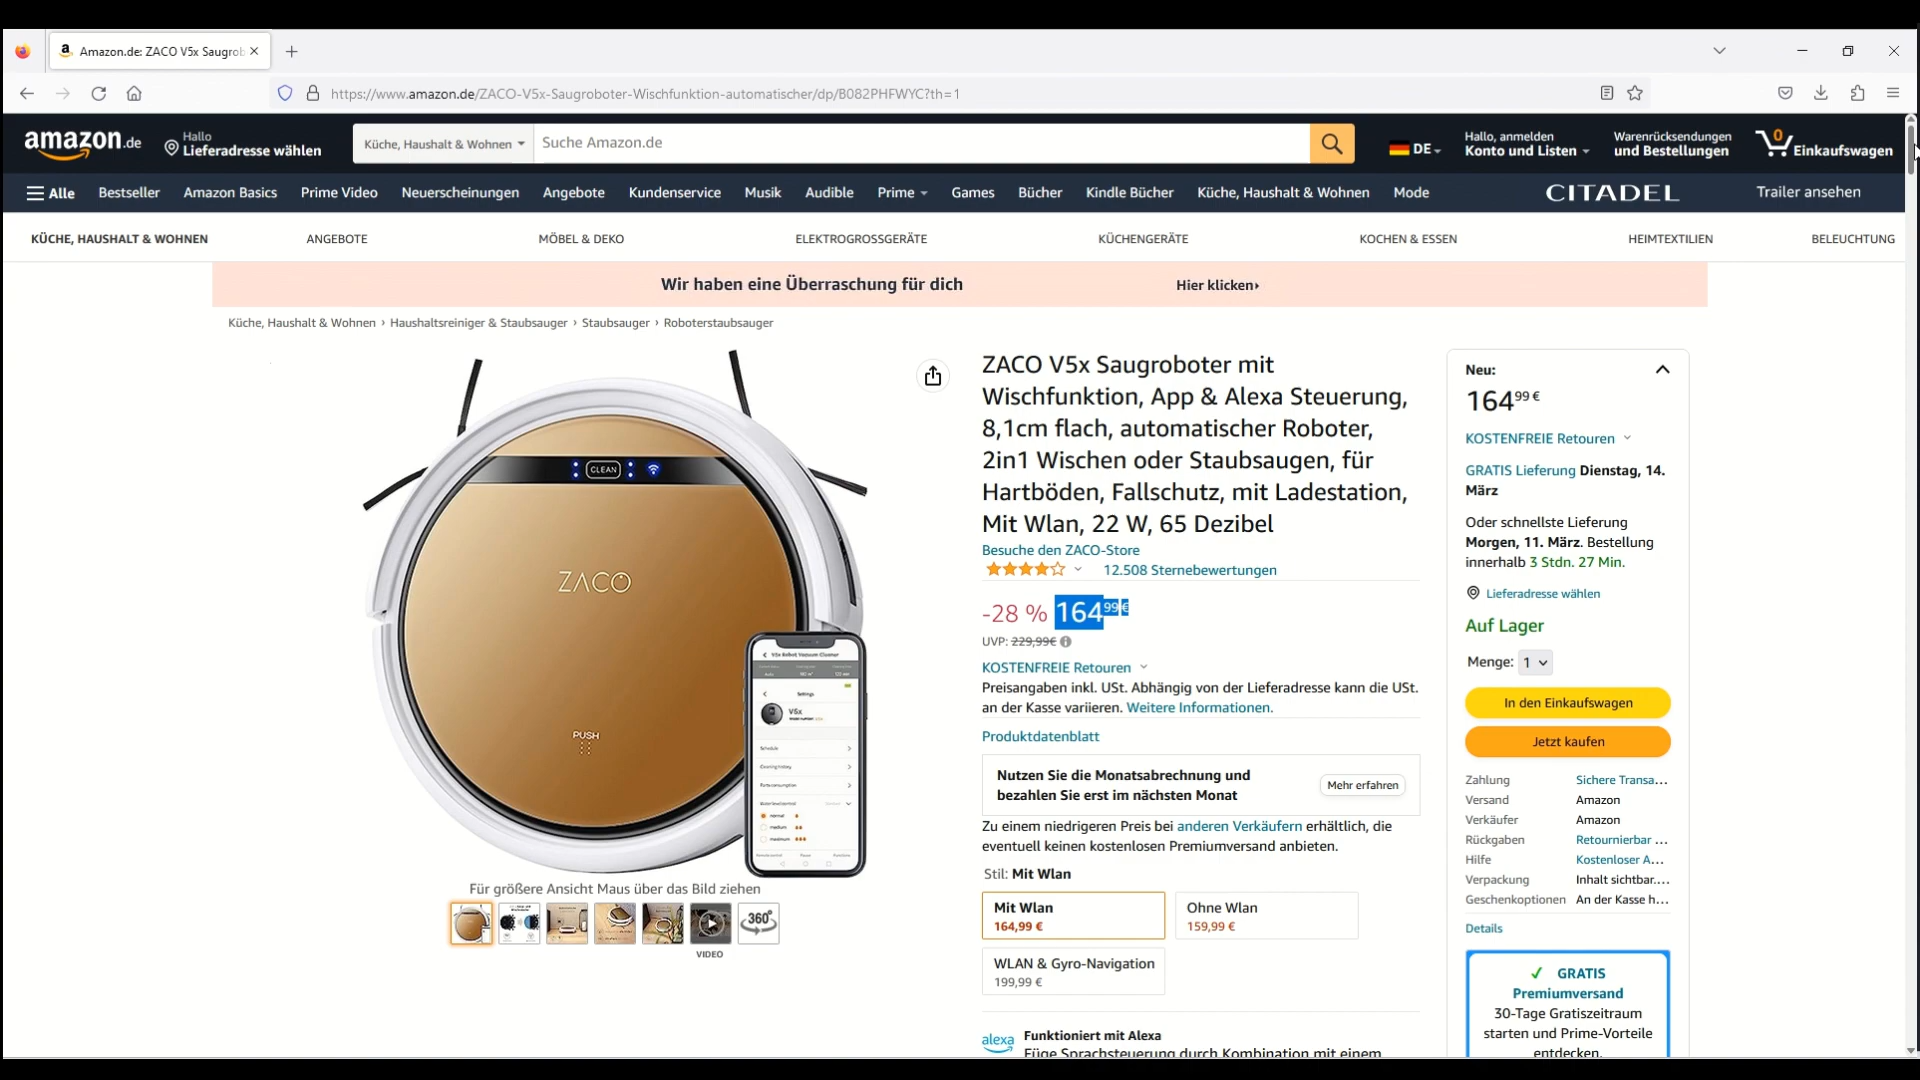 Amazon.de: ZACO V5x Saugrob
https://www.amazon.de/ZACO-V5x-Saugroboter-Wischfunktion-automatischer/dp/B082PHFWYC?th=1
amazon.de
Hallo
Lieferadresse wählen
Küche, Haushalt & Wohnen
Suche Amazon.de
DE
Hallo, anmelden
Konto und Listen
Warenrücksendungen
und Bestellungen
0
Einkaufswagen
Alle Bestseller Amazon Basics Prime Video Neuerscheinungen Angebote Kundenservice Musik Audible Prime Games Bücher Kindle Bücher Küche, Haushalt & Wohnen Mode CITADEL Trailer ansehen
KÜCHE, HAUSHALT & WOHNEN ANGEBOTE MÖBEL & DEKO ELEKTROGROSSGERÄTE KÜCHENGERÄTE KOCHEN & ESSEN HEIMTEXTILIEN BELEUCHTUNG
Wir haben eine Überraschung für dich Hier klicken
Küche, Haushalt & Wohnen › Haushaltsreiniger & Staubsauger › Staubsauger › Roboterstaubsauger
CLEAN
ZACO
PUSH
Settings
V5x
Schedule
Cleaning history
normal
medium
maximum
Für größere Ansicht Maus über das Bild ziehen
360°
VIDEO
ZACO V5x Saugroboter mit
Wischfunktion, App & Alexa Steuerung,
8,1cm flach, automatischer Roboter,
2in1 Wischen oder Staubsaugen, für
Hartböden, Fallschutz, mit Ladestation,
Mit Wlan, 22 W, 65 Dezibel
Besuche den ZACO-Store
12.508 Sternebewertungen
-28 % 164 99 €
UVP: 229,99€
KOSTENFREIE Retouren
Preisangaben inkl. USt. Abhängig von der Lieferadresse kann die USt.
an der Kasse variieren. Weitere Informationen.
Produktdatenblatt
Nutzen Sie die Monatsabrechnung und
bezahlen Sie erst im nächsten Monat
Mehr erfahren
Zu einem niedrigeren Preis bei anderen Verkäufern erhältlich, die
eventuell keinen kostenlosen Premiumversand anbieten.
Stil: Mit Wlan
Mit Wlan
164,99 €
Ohne Wlan
159,99 €
WLAN & Gyro-Navigation
199,99 €
alexa
Funktioniert mit Alexa
Füge Sprachsteuerung durch Kombination mit einem
Neu:
164 99 €
KOSTENFREIE Retouren
GRATIS Lieferung Dienstag, 14.
März
Oder schnellste Lieferung
Morgen, 11. März. Bestellung
innerhalb 3 Stdn. 27 Min.
Lieferadresse wählen
Auf Lager
Menge: 1
In den Einkaufswagen
Jetzt kaufen
Zahlung Sichere Transa...
Versand Amazon
Verkäufer Amazon
Rückgaben Retournierbar ...
Hilfe Kostenloser A...
Verpackung Inhalt sichtbar....
Geschenkoptionen An der Kasse h...
Details
GRATIS
Premiumversand
30-Tage Gratiszeitraum
starten und Prime-Vorteile
entdecken.